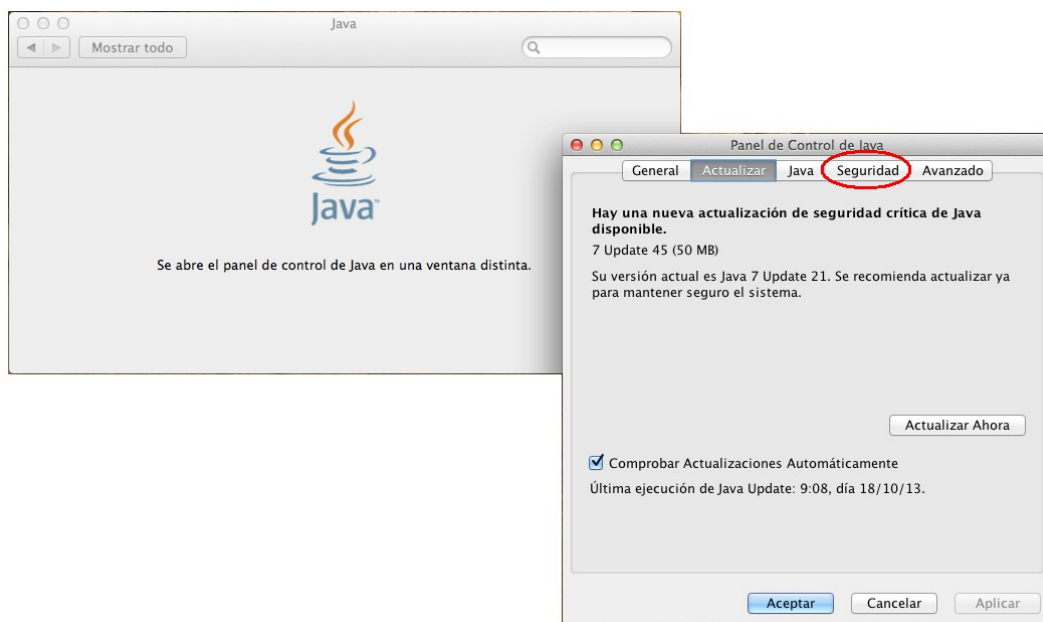 Java
Mostrar todo
Java
Se abre el panel de control de Java en una ventana distinta.
Panel de Control de Java
General Actualizar Java Seguridad Avanzado
Hay una nueva actualización de seguridad crítica de Java
disponible.
7 Update 45 (50 MB)
Su versión actual es Java 7 Update 21. Se recomienda actualizar ya
para mantener seguro el sistema.
Actualizar Ahora
Comprobar Actualizaciones Automáticamente
Última ejecución de Java Update: 9:08, día 18/10/13.
Aceptar Cancelar Aplicar